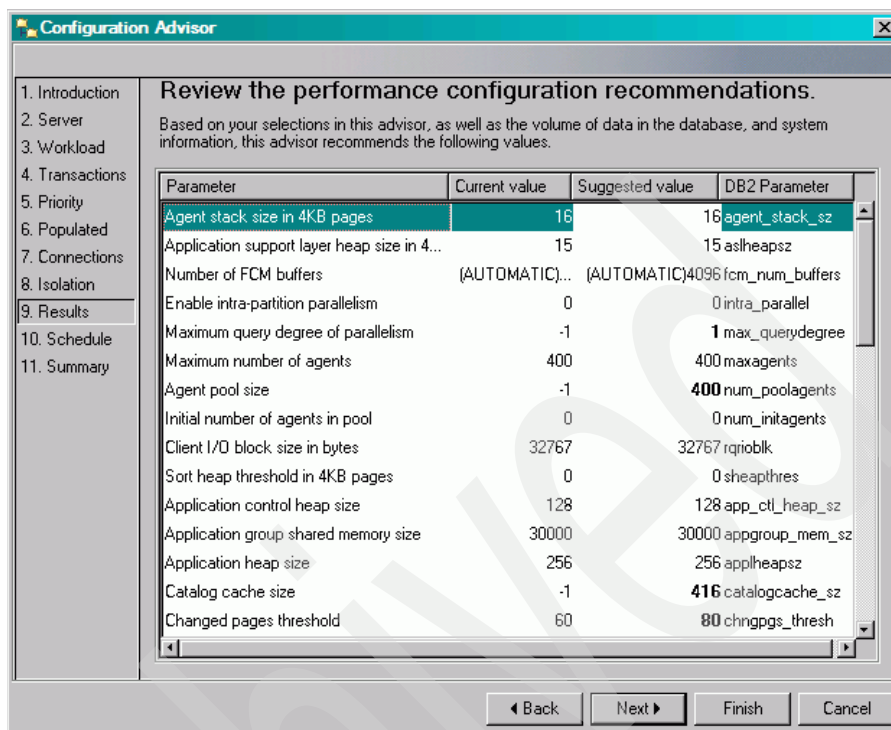 Configuration Advisor
1. Introduction
2. Server
3. Workload
4. Transactions
5. Priority
6. Populated
7. Connections
8. Isolation
9. Results
10. Schedule
11. Summary
Review the performance configuration recommendations.
Based on your selections in this advisor, as well as the volume of data in the database, and system
information, this advisor recommends the following values.
Parameter Current value Suggested value DB2 Parameter
Agent stack size in 4KB pages 16 16 agent_stack_sz
Application support layer heap size in 4... 15 15 aslheapsz
Number of FCM buffers (AUTOMATIC)... (AUTOMATIC)4096 fcm_num_buffers
Enable intra-partition parallelism 0 0 intra_parallel
Maximum query degree of parallelism -1 1 max_querydegree
Maximum number of agents 400 400 maxagents
Agent pool size -1 400 num_poolagents
Initial number of agents in pool 0 0 num_initagents
Client I/O block size in bytes 32767 32767 rqrioblk
Sort heap threshold in 4KB pages 0 0 sheapthres
Application control heap size 128 128 app_ctl_heap_sz
Application group shared memory size 30000 30000 appgroup_mem_sz
Application heap size 256 256 applheapsz
Catalog cache size -1 416 catalogcache_sz
Changed pages threshold 60 80 chngpgs_thresh
Back Next Finish Cancel